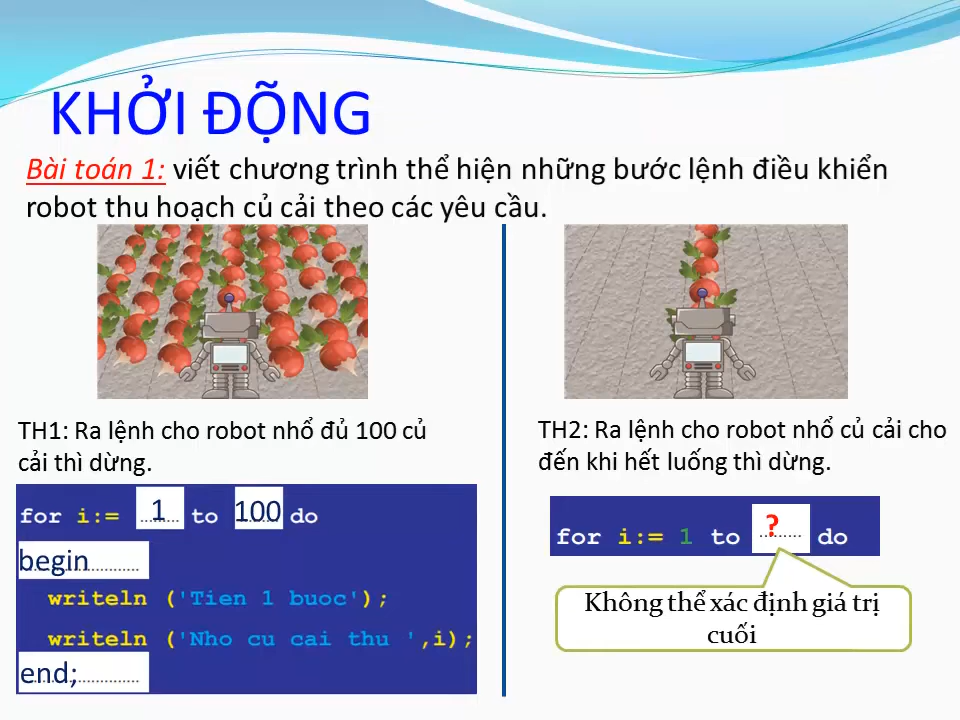 KHỞI ĐỘNG
Bài toán 1: viết chương trình thể hiện những bước lệnh điều khiển
robot thu hoạch củ cải theo các yêu cầu.
TH1: Ra lệnh cho robot nhổ đủ 100 củ
cải thì dừng.
for i:= 1 to 100 do
begin
writeln ('Tien 1 buoc');
writeln ('Nho cu cai thu ',i);
end;
TH2: Ra lệnh cho robot nhổ củ cải cho
đến khi hết luống thì dừng.
for i:= 1 to ? do
Không thể xác định giá trị
cuối